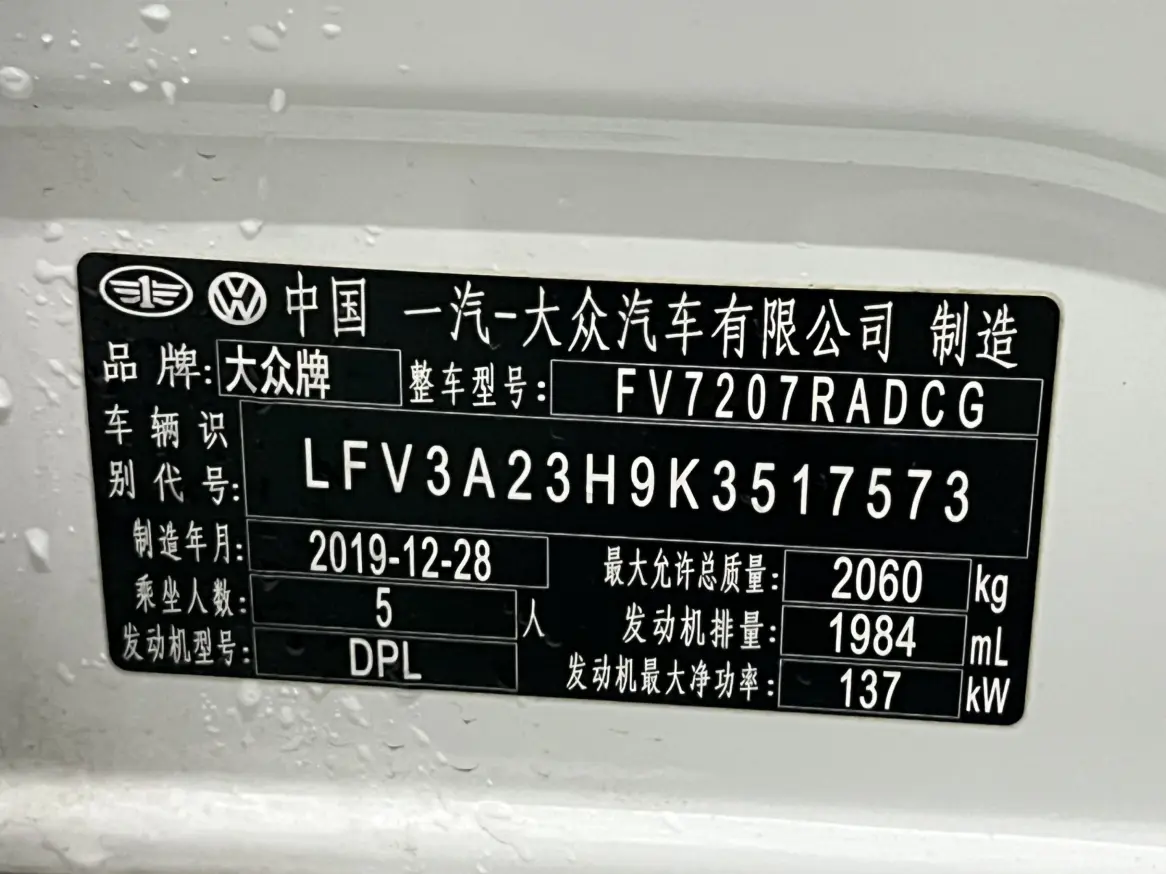 中国 一汽-大众汽车有限公司 制造
品牌: 大众牌 整车型号: FV7207RADCG
车辆识别代号: LFV3A23H9K3517573
制造年月: 2019-12-28 最大允许总质量: 2060 kg
乘坐人数: 5 人 发动机排量: 1984 mL
发动机型号: DPL 发动机最大净功率: 137 kW